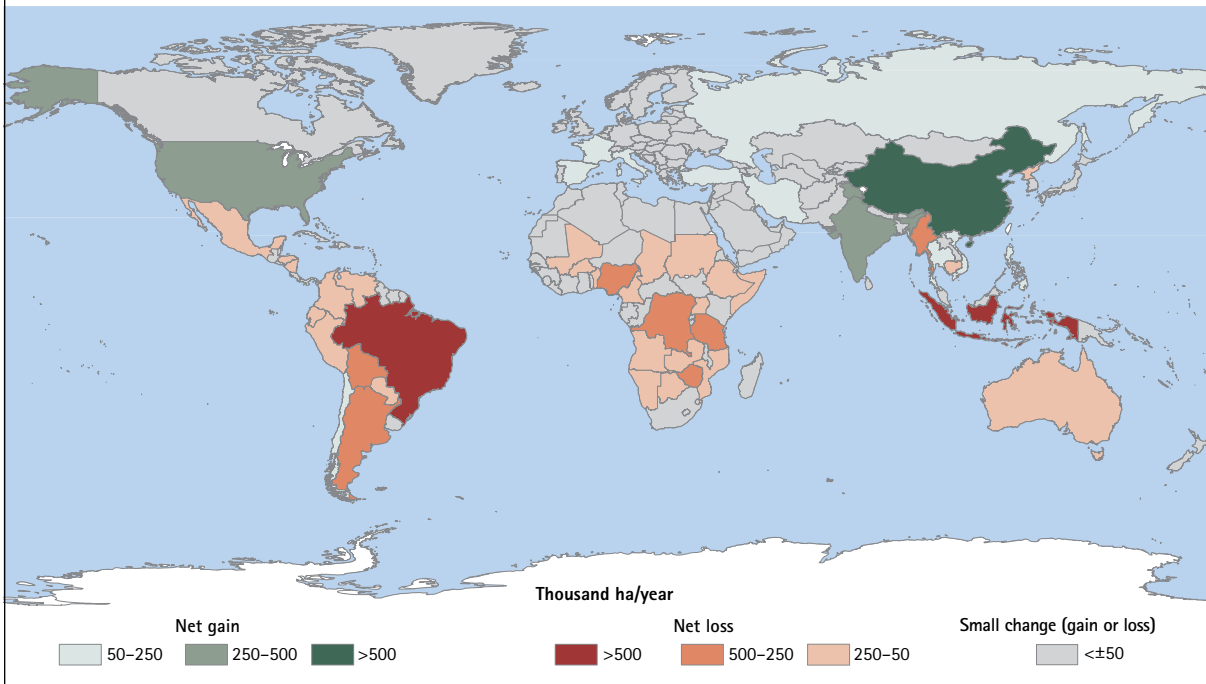 Thousand ha/year
Net gain
50–250
250–500
>500
Net loss
>500
500–250
250–50
Small change (gain or loss)
<±50